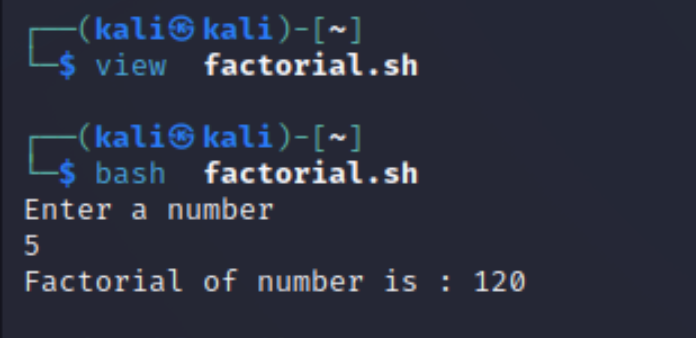 ┌──(kali㉿kali)-[~]
└─$ view  factorial.sh
┌──(kali㉿kali)-[~]
└─$ bash  factorial.sh
Enter a number
5
Factorial of number is : 120